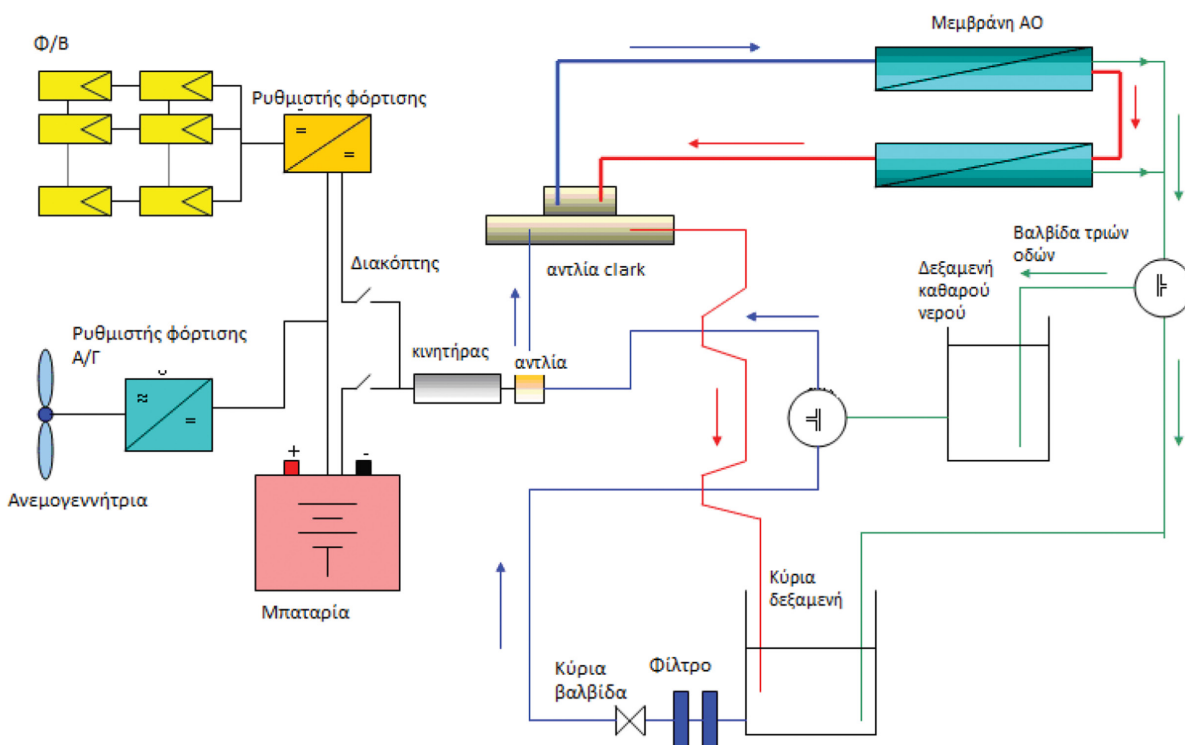 Μεμβράνη ΑΟ
Φ/Β
Ρυθμιστής φόρτισης
=
=
Διακόπτης
αντλία clark
Βαλβίδα τριών
οδών
Δεξαμενή
καθαρού
νερού
Ρυθμιστής φόρτισης
Α/Γ
κινητήρας
αντλία
≈
=
+
-
Ανεμογεννήτρια
Μπαταρία
Κύρια
δεξαμενή
Κύρια
βαλβίδα
Φίλτρο